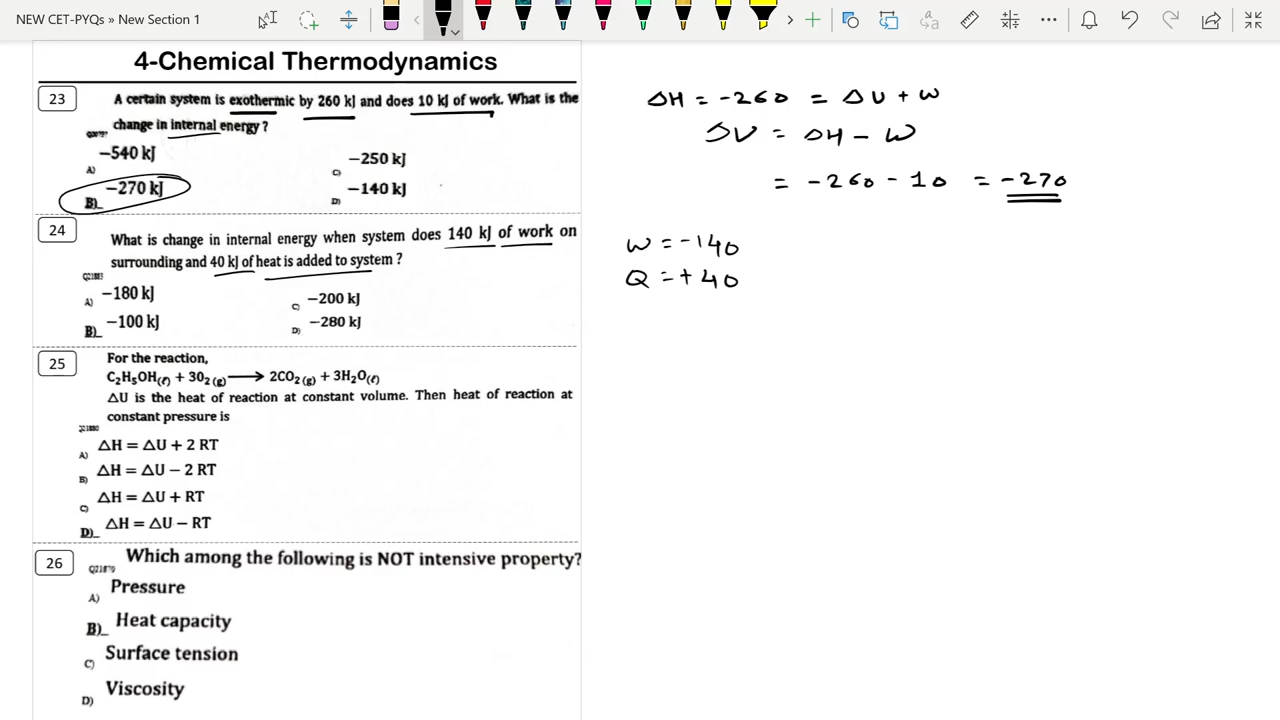 NEW CET-PYQs » New Section 1
4-Chemical Thermodynamics
23
A certain system is exothermic by 260 kJ and does 10 kJ of work. What is the
change in internal energy ?
A) −540 kJ
C) −250 kJ
B) −270 kJ
D) −140 kJ
24
What is change in internal energy when system does 140 kJ of work on
surrounding and 40 kJ of heat is added to system ?
A) −180 kJ
C) −200 kJ
B) −100 kJ
D) −280 kJ
25
For the reaction,
C₂H₅OH(ℓ) + 3O₂ (g) ⟶ 2CO₂ (g) + 3H₂O(ℓ)
ΔU is the heat of reaction at constant volume. Then heat of reaction at
constant pressure is
A) ΔH = ΔU + 2 RT
B) ΔH = ΔU − 2 RT
C) ΔH = ΔU + RT
D) ΔH = ΔU − RT
26
Which among the following is NOT intensive property?
Q21879
A) Pressure
B) Heat capacity
C) Surface tension
D) Viscosity
ΔH = -260 = ΔU + W
ΔU = ΔH - W
= -260 - 10 = -270
W = -140
Q = + 40